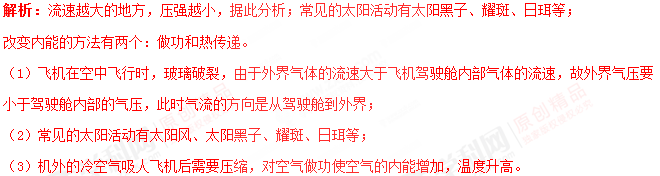 解析：流速越大的地方，压强越小，据此分析；常见的太阳活动有太阳黑子、耀斑、日珥等；
改变内能的方法有两个：做功和热传递。
（1）飞机在空中飞行时，玻璃破裂，由于外界气体的流速大于飞机驾驶舱内部气体的流速，故外界气压要
小于驾驶舱内部的气压，此时气流的方向是从驾驶舱到外界；
（2）常见的太阳活动有太阳风、太阳黑子、耀斑、日珥等；
（3）机外的冷空气吸人飞机后需要压缩，对空气做功使空气的内能增加，温度升高。